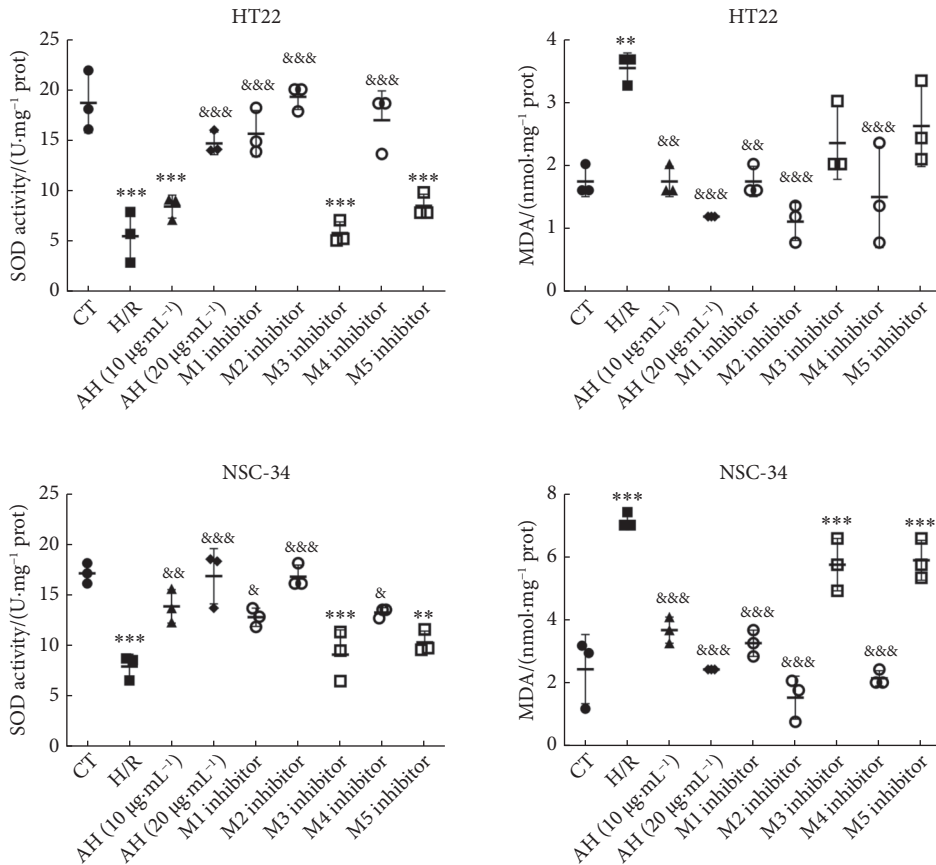 HT22
SOD activity/(U·mg⁻¹ prot)
25
20
15
10
5
0
***
***
&&&
&&&
&&&
***
&&&
***
CT
H/R
AH (10 μg·mL⁻¹)
AH (20 μg·mL⁻¹)
M1 inhibitor
M2 inhibitor
M3 inhibitor
M4 inhibitor
M5 inhibitor
HT22
MDA/(nmol·mg⁻¹ prot)
4
3
2
1
0
**
&&
&&&
&&
&&&
&&&
CT
H/R
AH (10 μg·mL⁻¹)
AH (20 μg·mL⁻¹)
M1 inhibitor
M2 inhibitor
M3 inhibitor
M4 inhibitor
M5 inhibitor
NSC-34
SOD activity/(U·mg⁻¹ prot)
25
20
15
10
5
0
***
&&
&&&
&
&&&
***
&
**
CT
H/R
AH (10 μg·mL⁻¹)
AH (20 μg·mL⁻¹)
M1 inhibitor
M2 inhibitor
M3 inhibitor
M4 inhibitor
M5 inhibitor
NSC-34
MDA/(nmol·mg⁻¹ prot)
8
6
4
2
0
***
&&&
&&&
&&&
&&&
***
&&&
***
CT
H/R
AH (10 μg·mL⁻¹)
AH (20 μg·mL⁻¹)
M1 inhibitor
M2 inhibitor
M3 inhibitor
M4 inhibitor
M5 inhibitor